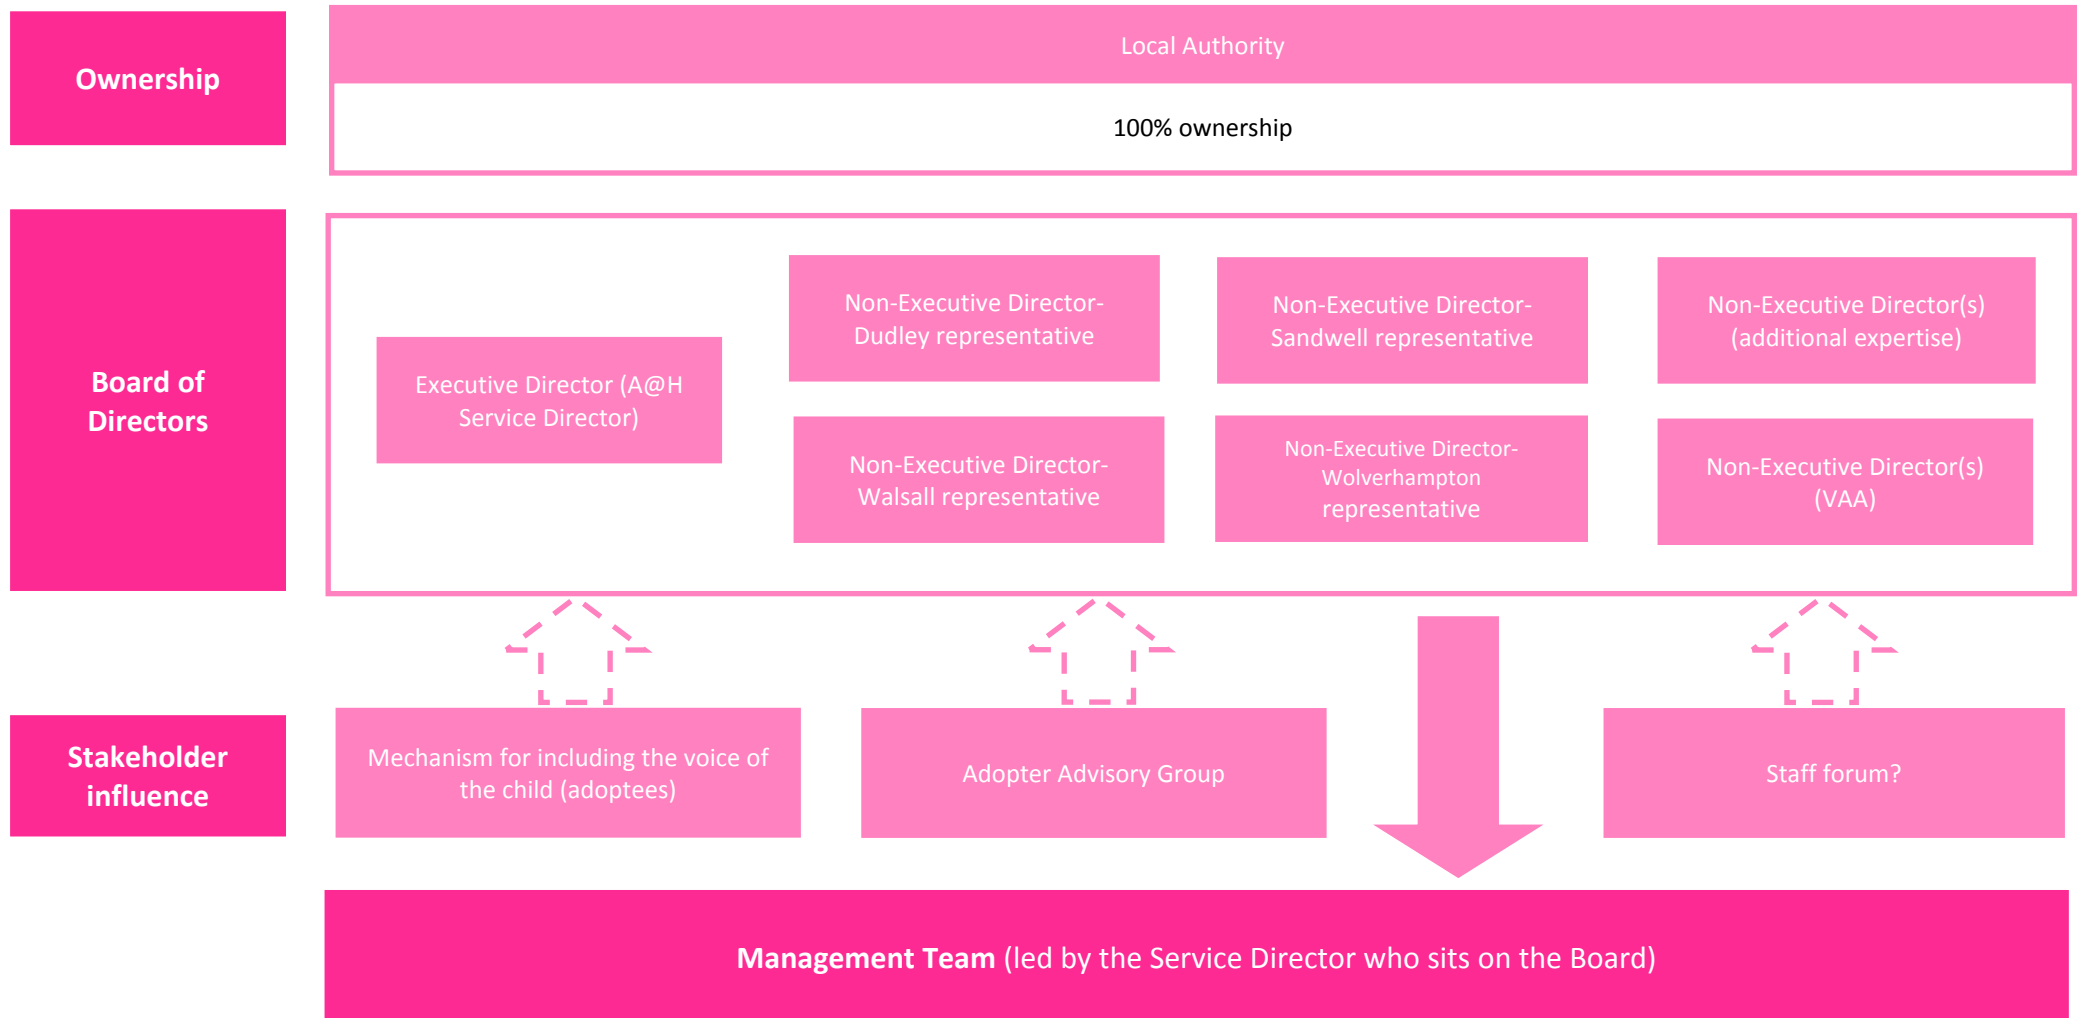 Ownership
Local Authority
100% ownership
Board of
Directors
Executive Director (A@H
Service Director)
Non-Executive Director-
Dudley representative
Non-Executive Director-
Sandwell representative
Non-Executive Director(s)
(additional expertise)
Non-Executive Director-
Walsall representative
Non-Executive Director-
Wolverhampton
representative
Non-Executive Director(s)
(VAA)
Stakeholder
influence
Mechanism for including the voice of
the child (adoptees)
Adopter Advisory Group
Staff forum?
Management Team (led by the Service Director who sits on the Board)